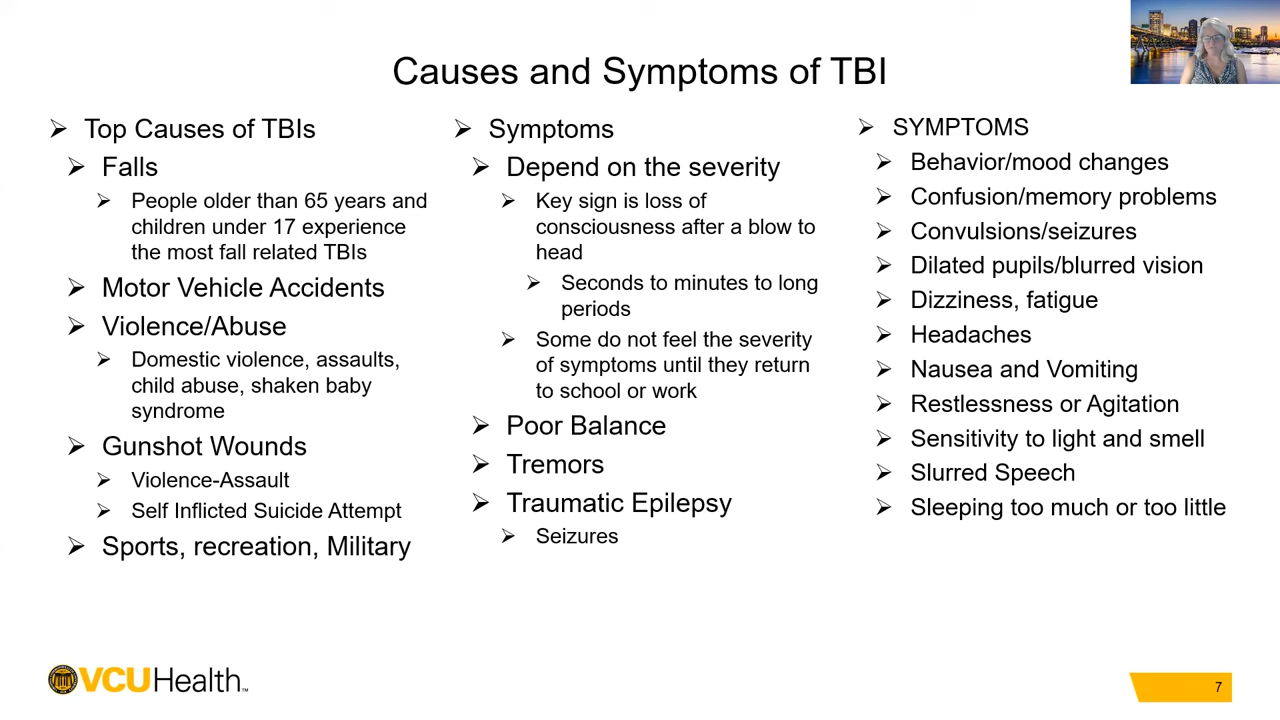 Causes and Symptoms of TBI
Top Causes of TBIs
Falls
People older than 65 years and
children under 17 experience
the most fall related TBIs
Motor Vehicle Accidents
Violence/Abuse
Domestic violence, assaults,
child abuse, shaken baby
syndrome
Gunshot Wounds
Violence-Assault
Self Inflicted Suicide Attempt
Sports, recreation, Military
Symptoms
Depend on the severity
Key sign is loss of
consciousness after a blow to
head
Seconds to minutes to long
periods
Some do not feel the severity
of symptoms until they return
to school or work
Poor Balance
Tremors
Traumatic Epilepsy
Seizures
SYMPTOMS
Behavior/mood changes
Confusion/memory problems
Convulsions/seizures
Dilated pupils/blurred vision
Dizziness, fatigue
Headaches
Nausea and Vomiting
Restlessness or Agitation
Sensitivity to light and smell
Slurred Speech
Sleeping too much or too little
VCUHealth™
7